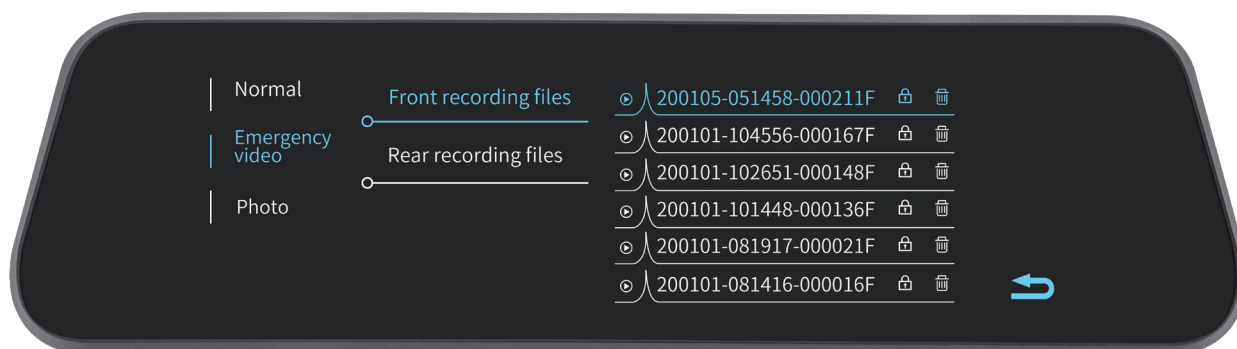 Normal
Emergency
video
Photo
Front recording files
Rear recording files
200105-051458-000211F
200101-104556-000167F
200101-102651-000148F
200101-101448-000136F
200101-081917-000021F
200101-081416-000016F